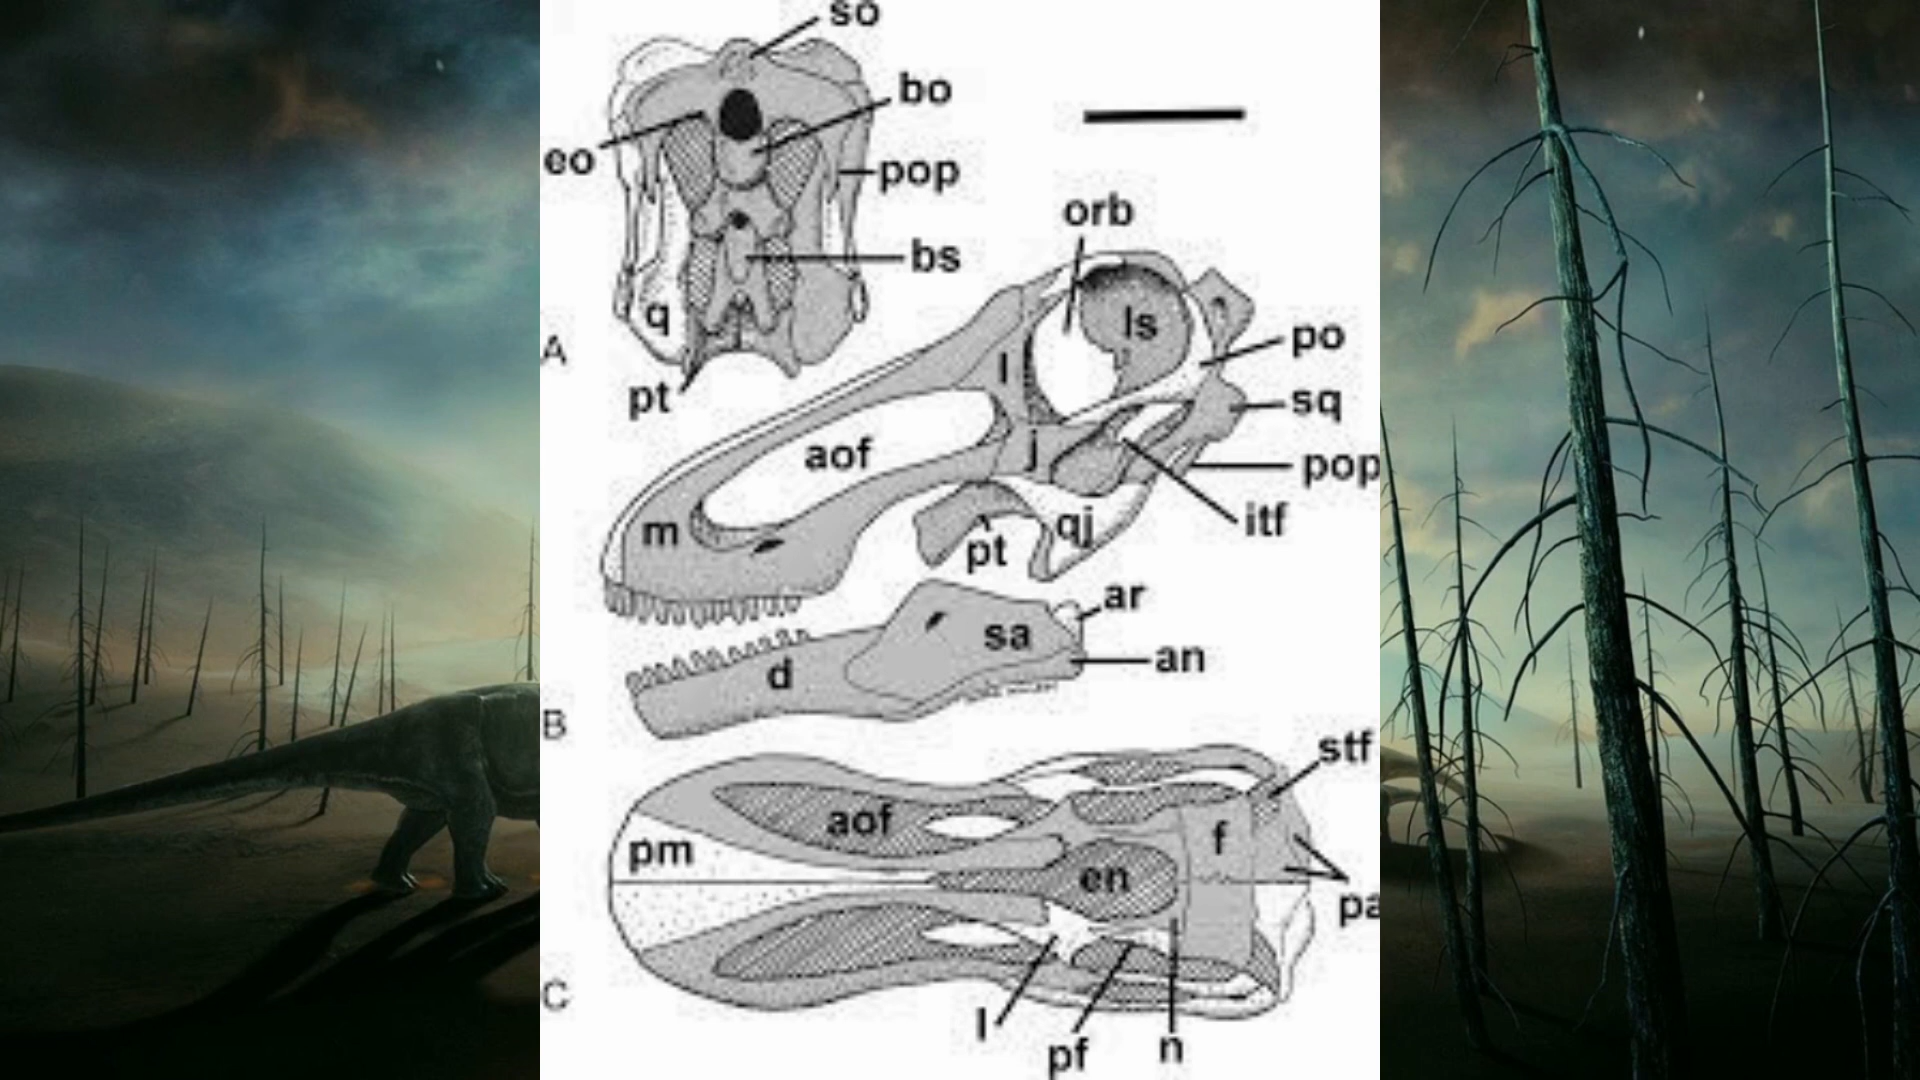 so
bo
eo
pop
orb
bs
ls
q
po
A
l
pt
sq
aof
j
pop
m
qj
itf
pt
ar
sa
an
d
B
stf
aof
f
pm
en
pa
C
l
pf
n